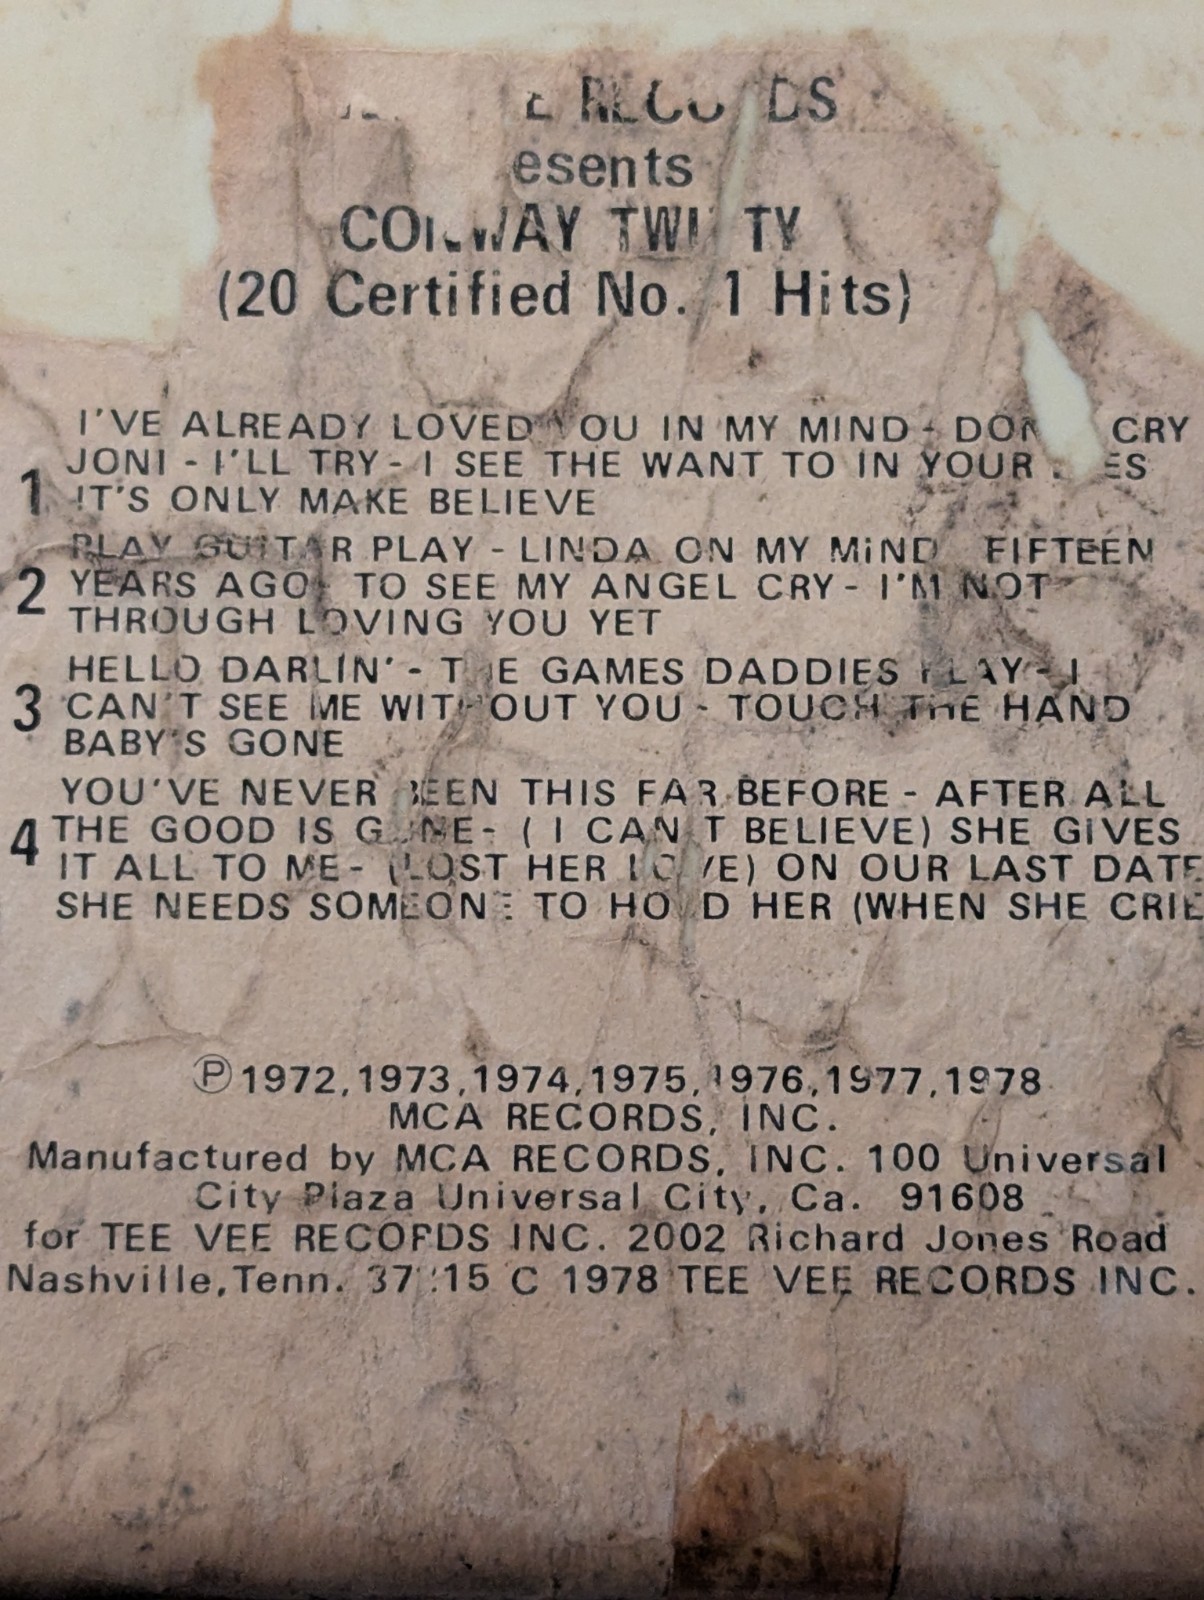 RECORDS
esents
CONWAY TWITTY
(20 Certified No. 1 Hits)
I'VE ALREADY LOVED YOU IN MY MIND - DON'T CRY
JONI - I'LL TRY - I SEE THE WANT TO IN YOUR EYES
1 IT'S ONLY MAKE BELIEVE
PLAY GUITAR PLAY - LINDA ON MY MIND FIFTEEN
2 YEARS AGO - TO SEE MY ANGEL CRY - I'M NOT
THROUGH LOVING YOU YET
HELLO DARLIN' - THE GAMES DADDIES PLAY - I
3 CAN'T SEE ME WITHOUT YOU - TOUCH THE HAND
BABY'S GONE
YOU'VE NEVER BEEN THIS FAR BEFORE - AFTER ALL
4 THE GOOD IS GONE - ( I CAN'T BELIEVE) SHE GIVES
IT ALL TO ME - (LOST HER LOVE) ON OUR LAST DATE
SHE NEEDS SOMEONE TO HOLD HER (WHEN SHE CRIE
Ⓟ1972,1973,1974,1975,1976,1977,1978
MCA RECORDS, INC.
Manufactured by MCA RECORDS, INC. 100 Universal
City Plaza Universal City, Ca. 91608
for TEE VEE RECORDS INC. 2002 Richard Jones Road
Nashville,Tenn. C 1978 TEE VEE RECORDS INC.